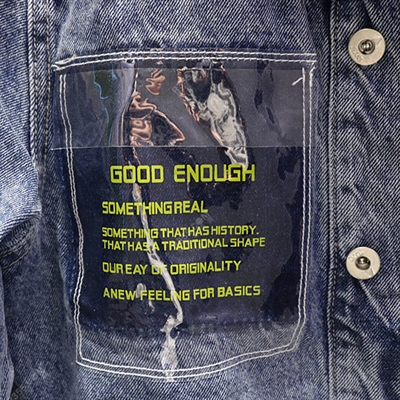 GOOD ENOUGH
SOMETHING REAL
SOMETHING THAT HAS HISTORY.
THAT HAS A TRADITIONAL SHAPE
OUR EAY OF ORIGINALITY
A NEW FEELING FOR BASICS